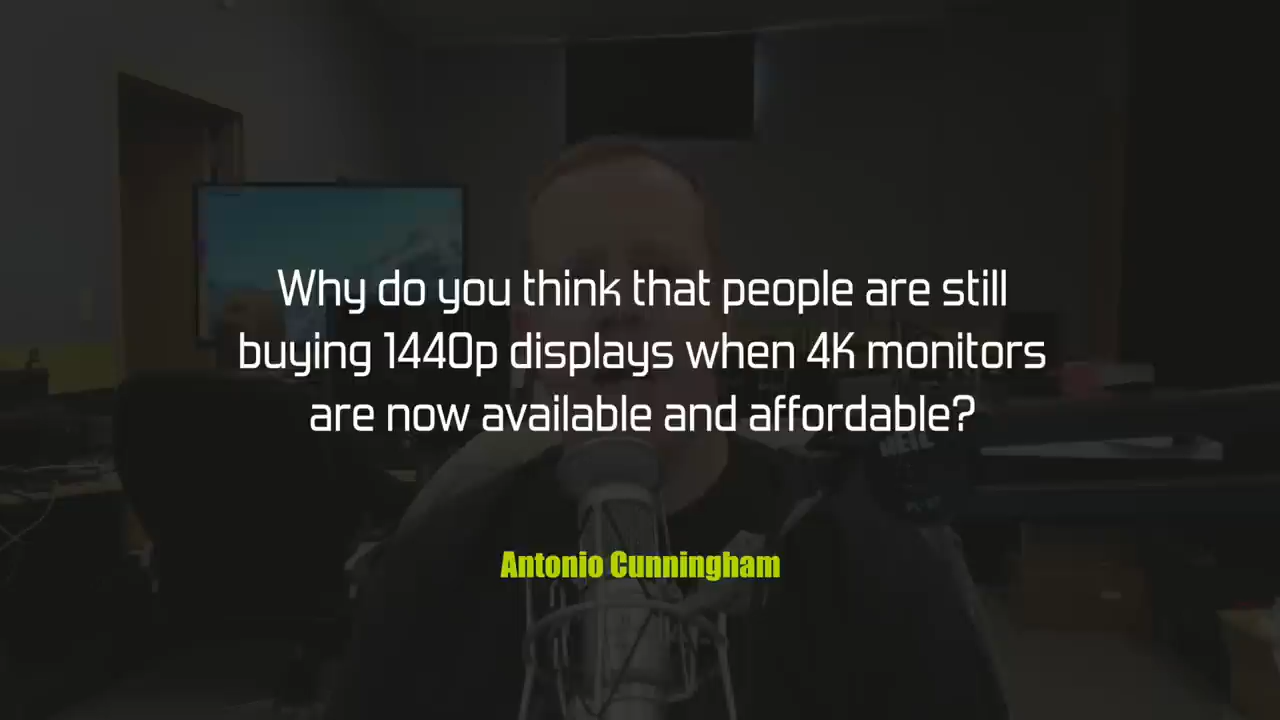 Why do you think that people are still
buying 1440p displays when 4K monitors
are now available and affordable?
HEIL
Antonio Cunningham